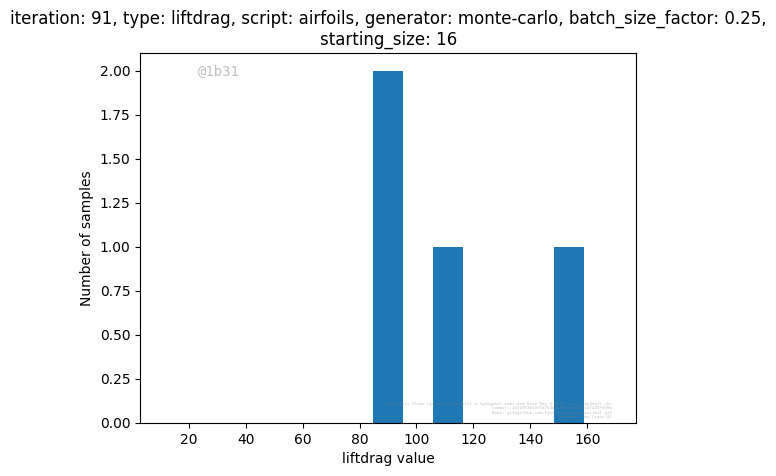 iteration: 91, type: liftdrag, script: airfoils, generator: monte-carlo, batch_size_factor: 0.25,
starting_size: 16
@1b31
2.00
1.75
1.50
1.25
1.00
0.75
0.50
0.25
0.00
Number of samples
20 40 60 80 100 120 140 160
liftdrag value